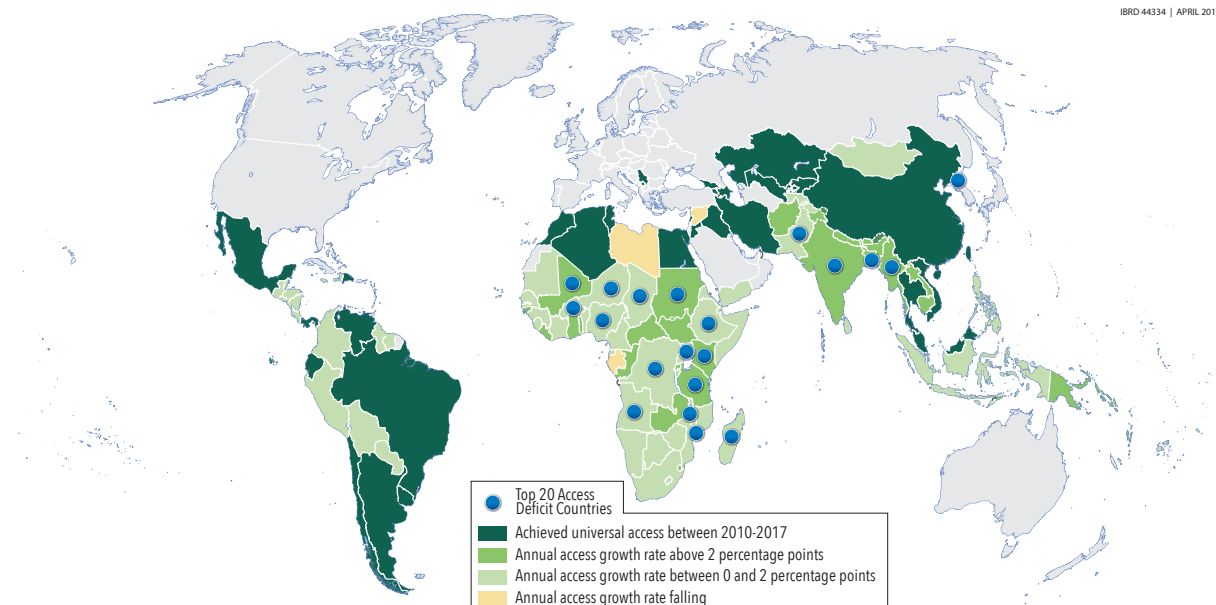 IBRD 44334 | APRIL 201
Top 20 Access
Deficit Countries
Achieved universal access between 2010-2017
Annual access growth rate above 2 percentage points
Annual access growth rate between 0 and 2 percentage points
Annual access growth rate falling